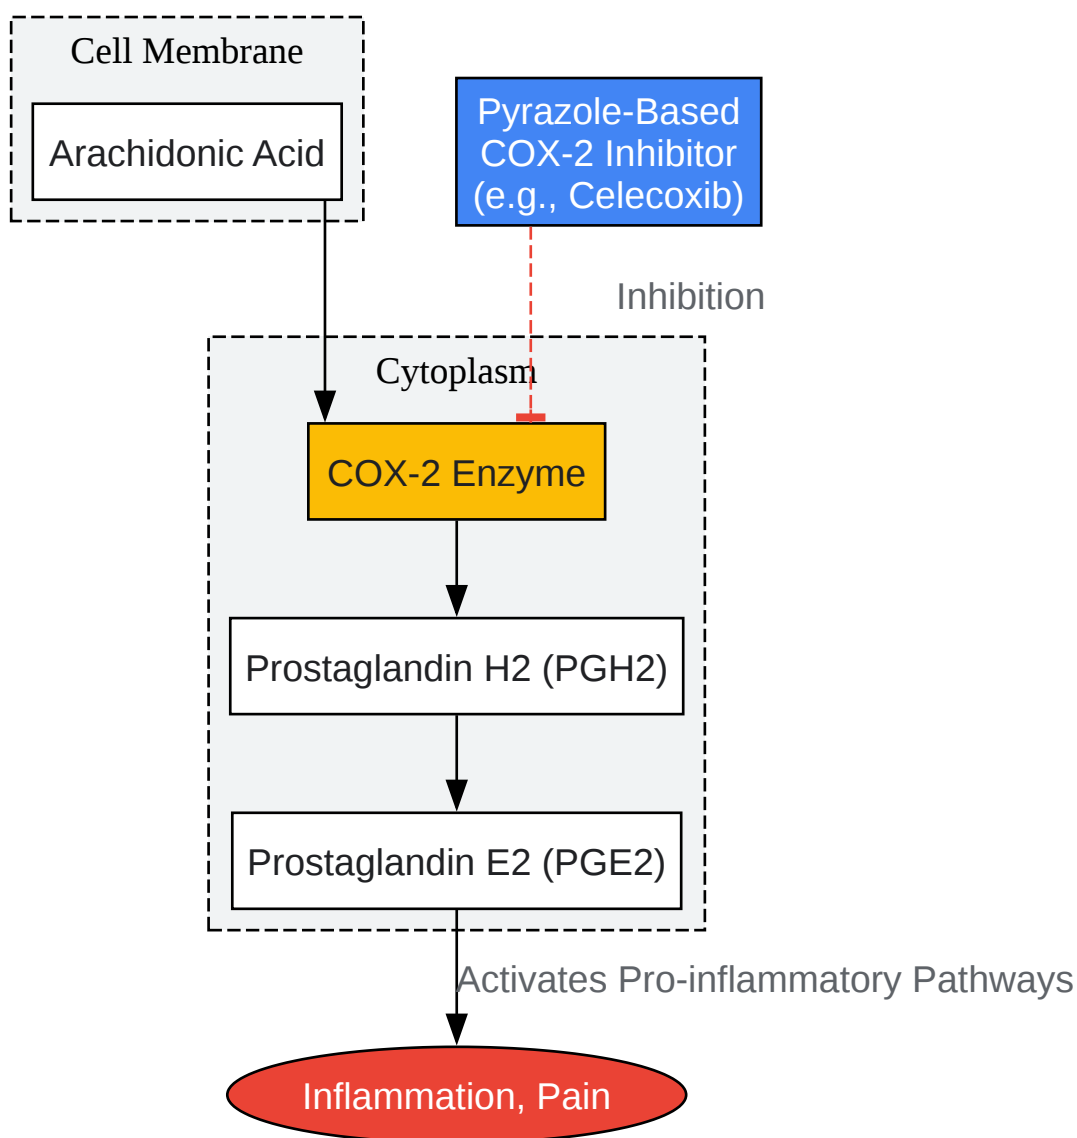 Cell Membrane
Arachidonic Acid
Pyrazole-Based
COX-2 Inhibitor
(e.g., Celecoxib)
Inhibition
Cytoplasm
COX-2 Enzyme
Prostaglandin H2 (PGH2)
Prostaglandin E2 (PGE2)
Activates Pro-inflammatory Pathways
Inflammation, Pain